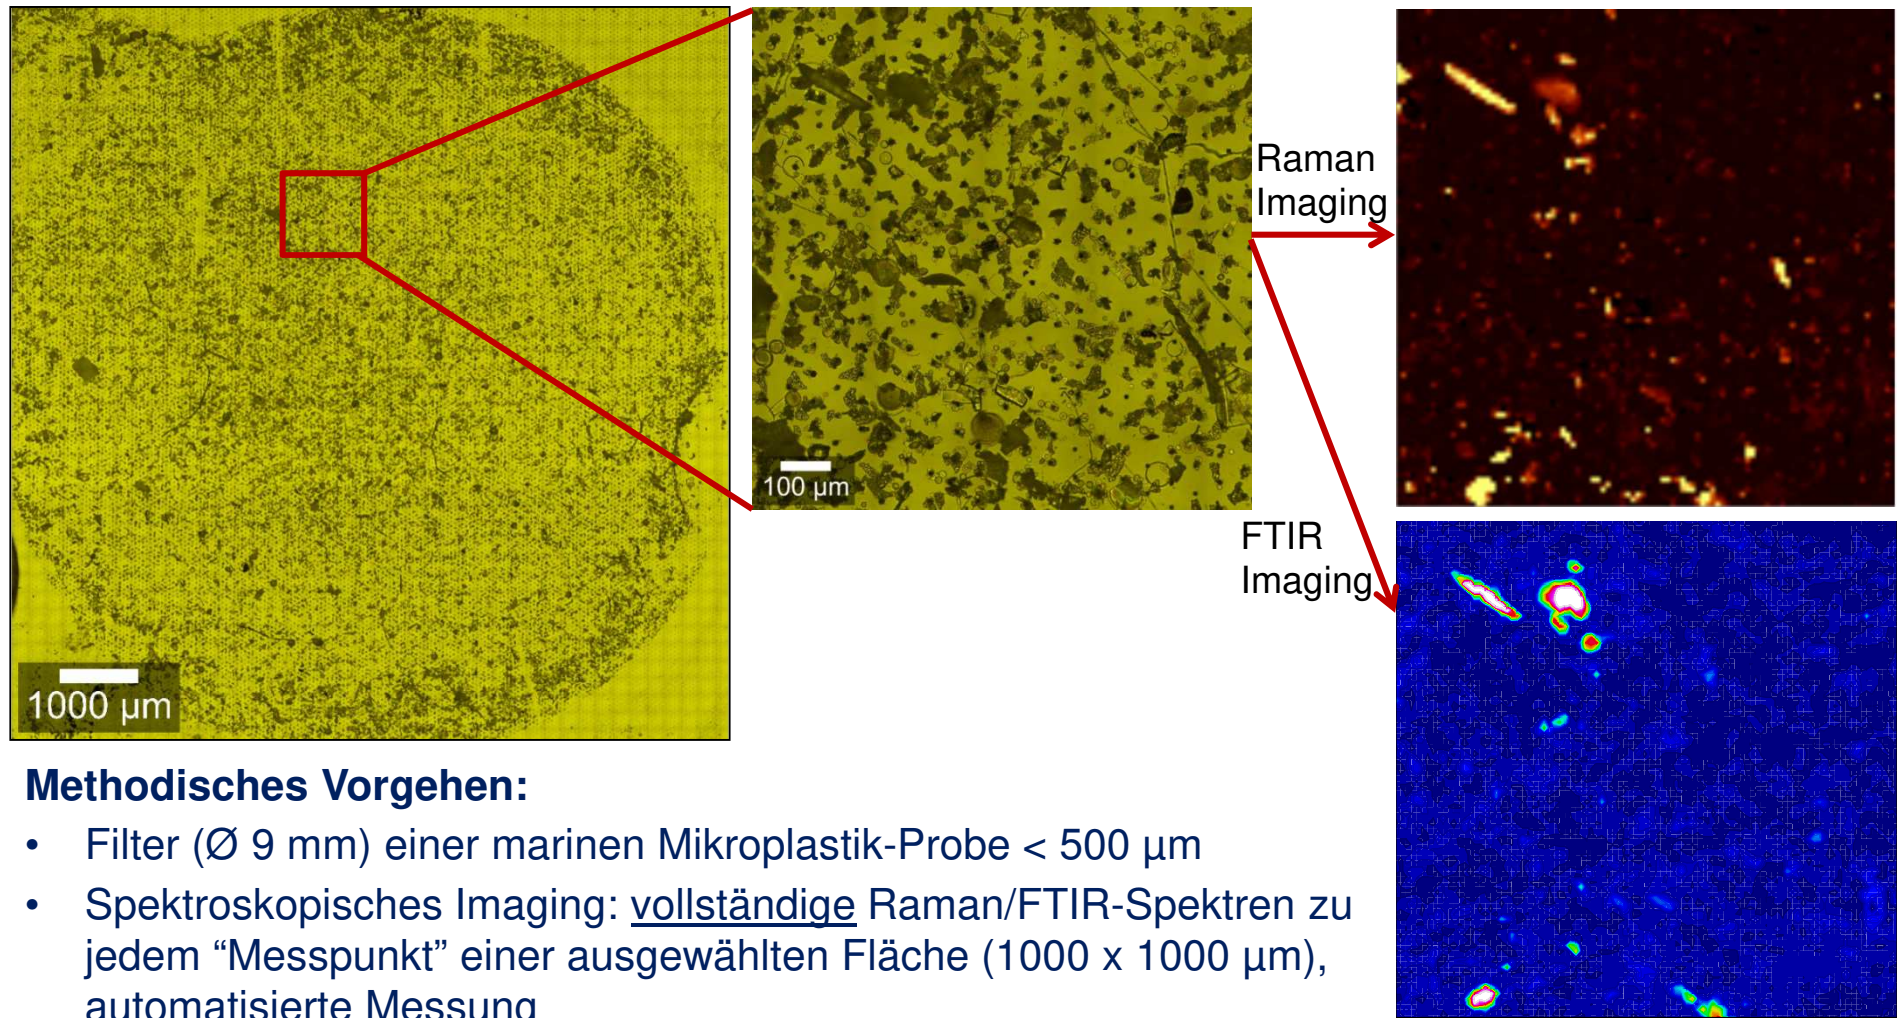 Raman
Imaging
100 µm
FTIR
Imaging
1000 µm
Methodisches Vorgehen:
• Filter (Ø 9 mm) einer marinen Mikroplastik-Probe < 500 µm
• Spektroskopisches Imaging: vollständige Raman/FTIR-Spektren zu
jedem “Messpunkt” einer ausgewählten Fläche (1000 x 1000 µm),
automatisierte Messung